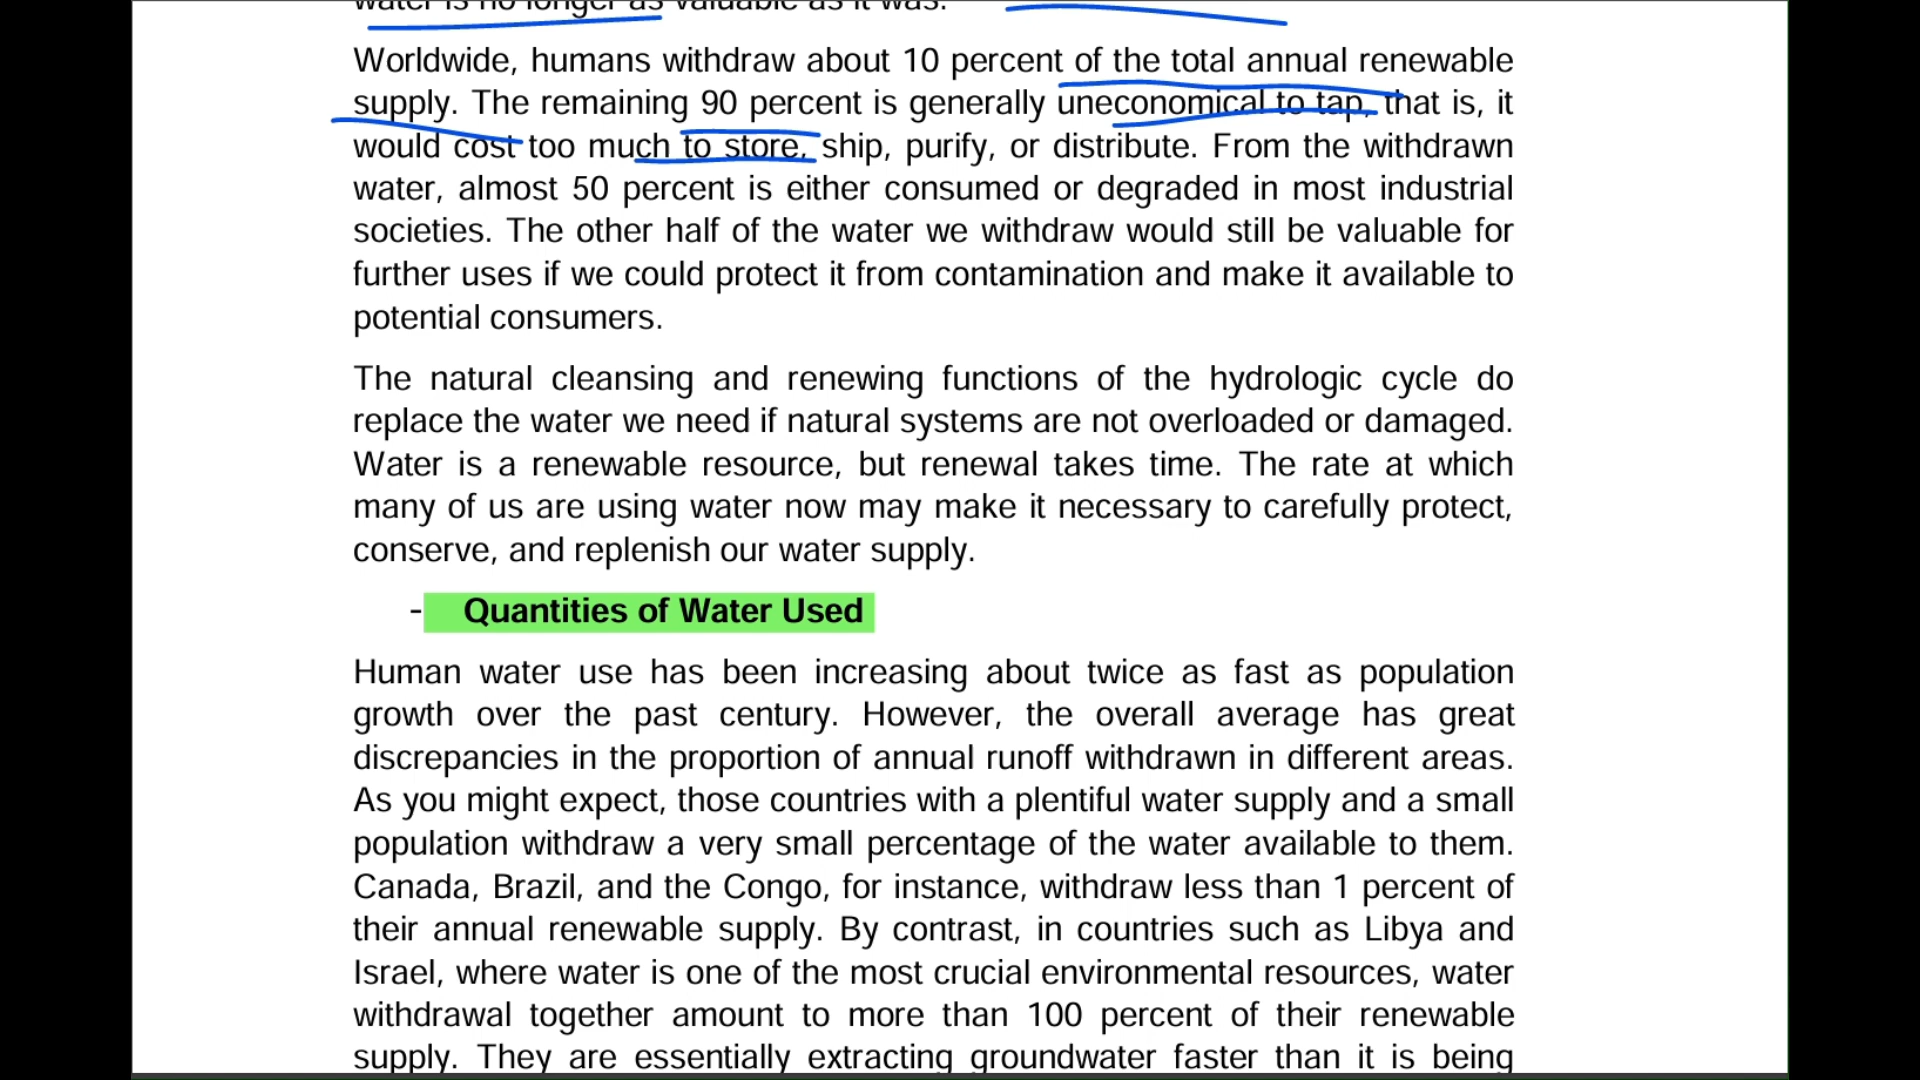 water is no longer as valuable as it was.
Worldwide, humans withdraw about 10 percent of the total annual renewable
supply. The remaining 90 percent is generally uneconomical to tap, that is, it
would cost too much to store, ship, purify, or distribute. From the withdrawn
water, almost 50 percent is either consumed or degraded in most industrial
societies. The other half of the water we withdraw would still be valuable for
further uses if we could protect it from contamination and make it available to
potential consumers.
The natural cleansing and renewing functions of the hydrologic cycle do
replace the water we need if natural systems are not overloaded or damaged.
Water is a renewable resource, but renewal takes time. The rate at which
many of us are using water now may make it necessary to carefully protect,
conserve, and replenish our water supply.
- Quantities of Water Used
Human water use has been increasing about twice as fast as population
growth over the past century. However, the overall average has great
discrepancies in the proportion of annual runoff withdrawn in different areas.
As you might expect, those countries with a plentiful water supply and a small
population withdraw a very small percentage of the water available to them.
Canada, Brazil, and the Congo, for instance, withdraw less than 1 percent of
their annual renewable supply. By contrast, in countries such as Libya and
Israel, where water is one of the most crucial environmental resources, water
withdrawal together amount to more than 100 percent of their renewable
supply. They are essentially extracting groundwater faster than it is being